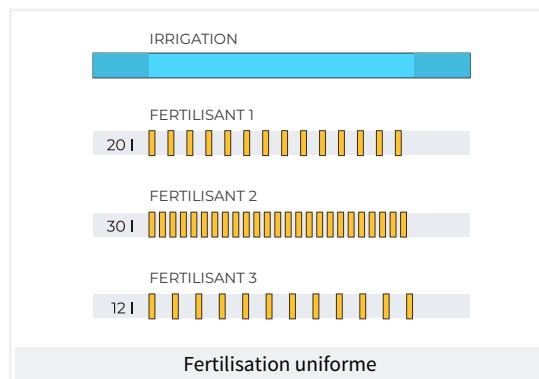 IRRIGATION
FERTILISANT 1
20 l
FERTILISANT 2
30 l
FERTILISANT 3
12 l
Fertilisation uniforme